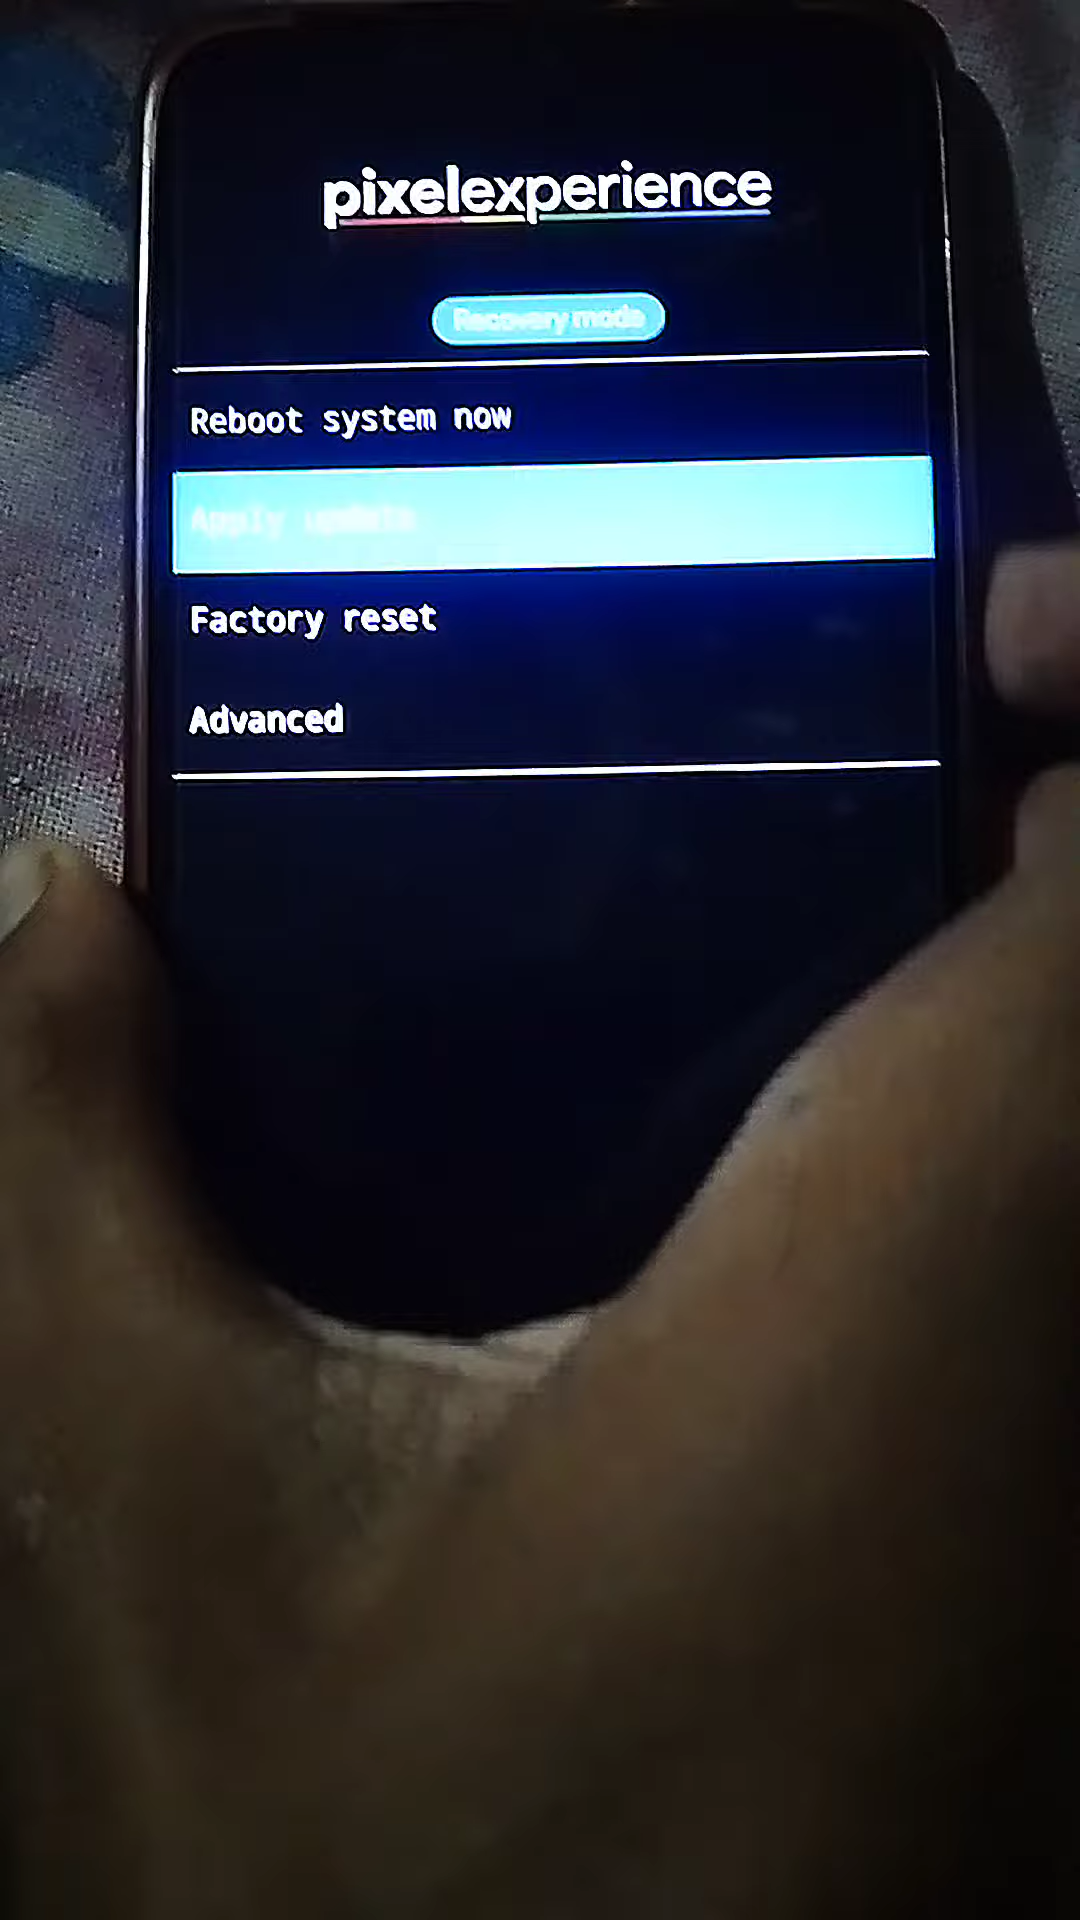 pixelexperience
Recovery mode
Reboot system now
Apply update
Factory reset
Advanced